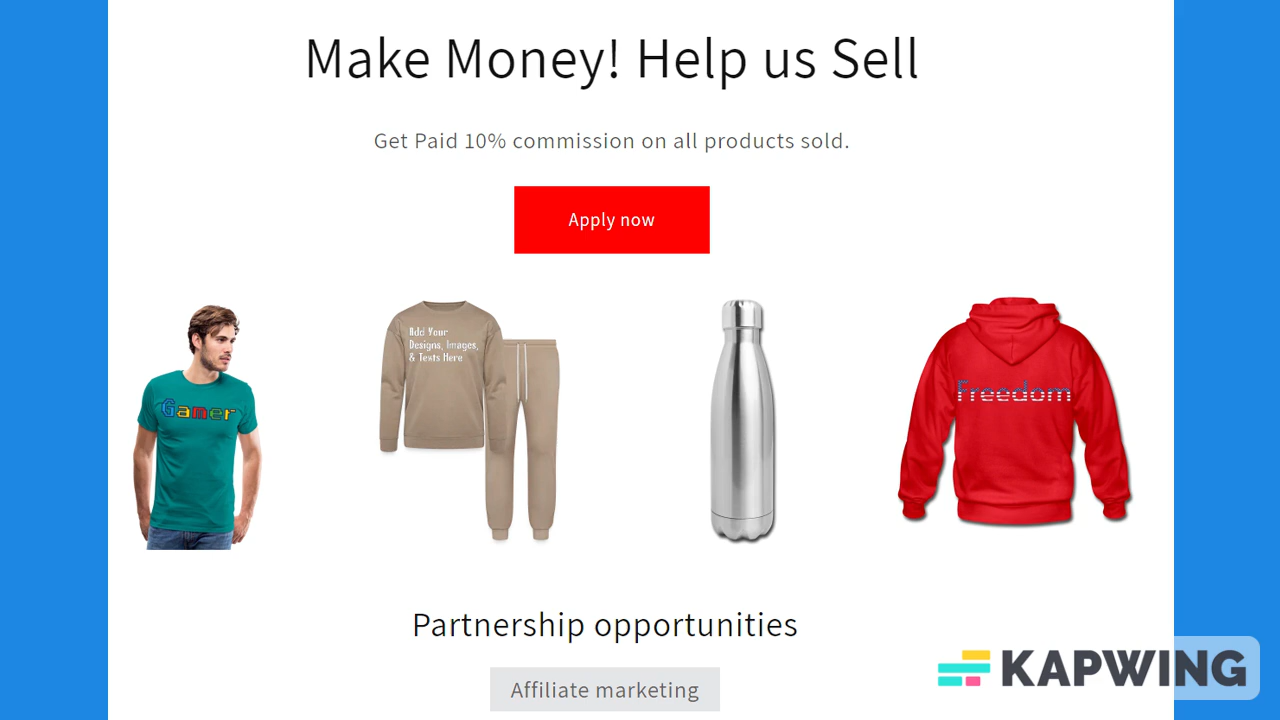 Make Money! Help us Sell
Get Paid 10% commission on all products sold.
Apply now
Gamer
Add Your
Designs, Images,
& Texts Here
Freedom
Partnership opportunities
Affiliate marketing
KAPWING